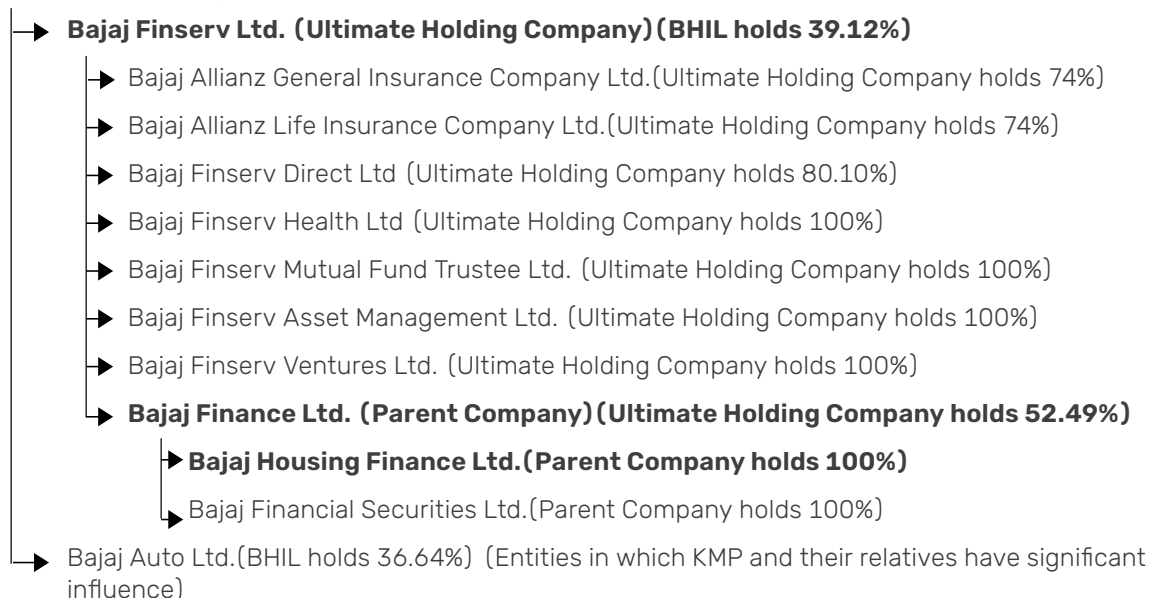 Bajaj Finserv Ltd. (Ultimate Holding Company) (BHIL holds 39.12%)
Bajaj Allianz General Insurance Company Ltd.(Ultimate Holding Company holds 74%)
Bajaj Allianz Life Insurance Company Ltd.(Ultimate Holding Company holds 74%)
Bajaj Finserv Direct Ltd (Ultimate Holding Company holds 80.10%)
Bajaj Finserv Health Ltd (Ultimate Holding Company holds 100%)
Bajaj Finserv Mutual Fund Trustee Ltd. (Ultimate Holding Company holds 100%)
Bajaj Finserv Asset Management Ltd. (Ultimate Holding Company holds 100%)
Bajaj Finserv Ventures Ltd. (Ultimate Holding Company holds 100%)
Bajaj Finance Ltd. (Parent Company) (Ultimate Holding Company holds 52.49%)
Bajaj Housing Finance Ltd.(Parent Company holds 100%)
Bajaj Financial Securities Ltd.(Parent Company holds 100%)
Bajaj Auto Ltd.(BHIL holds 36.64%) (Entities in which KMP and their relatives have significant
influence)